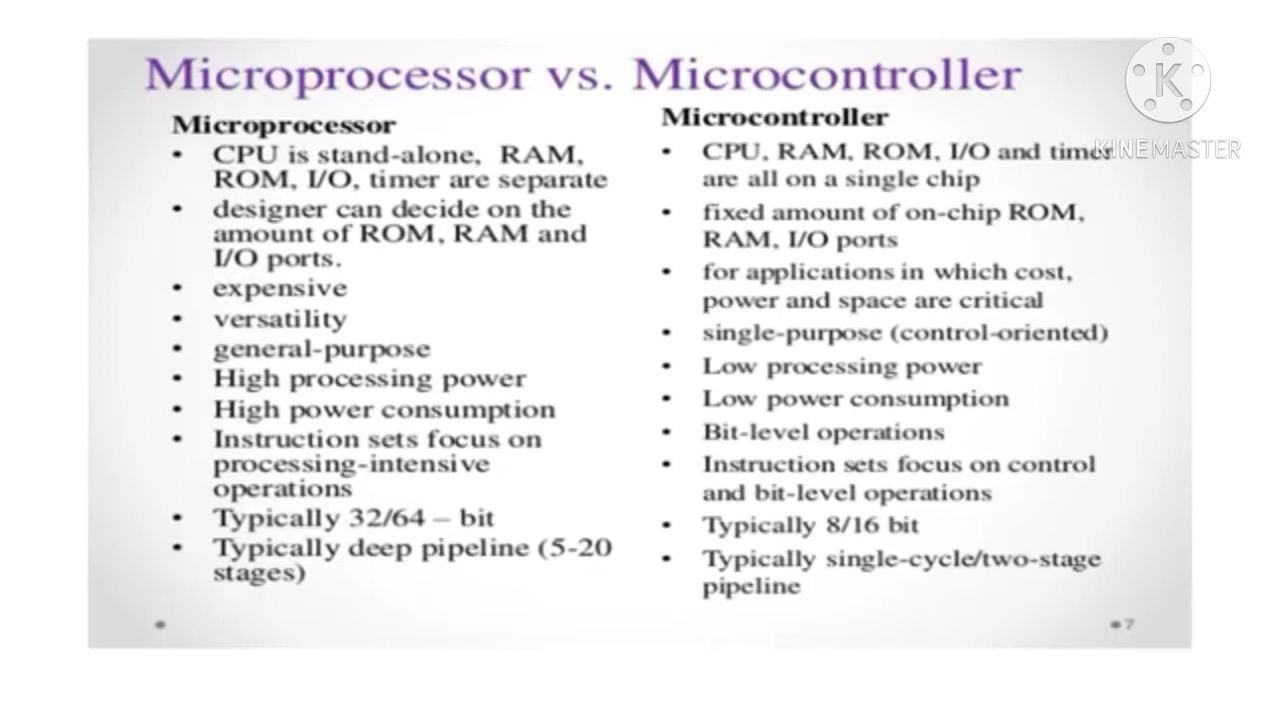 Microprocessor vs. Microcontroller
Microprocessor
• CPU is stand-alone, RAM,
ROM, I/O, timer are separate
• designer can decide on the
amount of ROM, RAM and
I/O ports.
• expensive
• versatility
• general-purpose
• High processing power
• High power consumption
• Instruction sets focus on
processing-intensive
operations
• Typically 32/64 – bit
• Typically deep pipeline (5-20
stages)
Microcontroller
• CPU, RAM, ROM, I/O and timer
are all on a single chip
• fixed amount of on-chip ROM,
RAM, I/O ports
• for applications in which cost,
power and space are critical
• single-purpose (control-oriented)
• Low processing power
• Low power consumption
• Bit-level operations
• Instruction sets focus on control
and bit-level operations
• Typically 8/16 bit
• Typically single-cycle/two-stage
pipeline
7
K
KINEMASTER